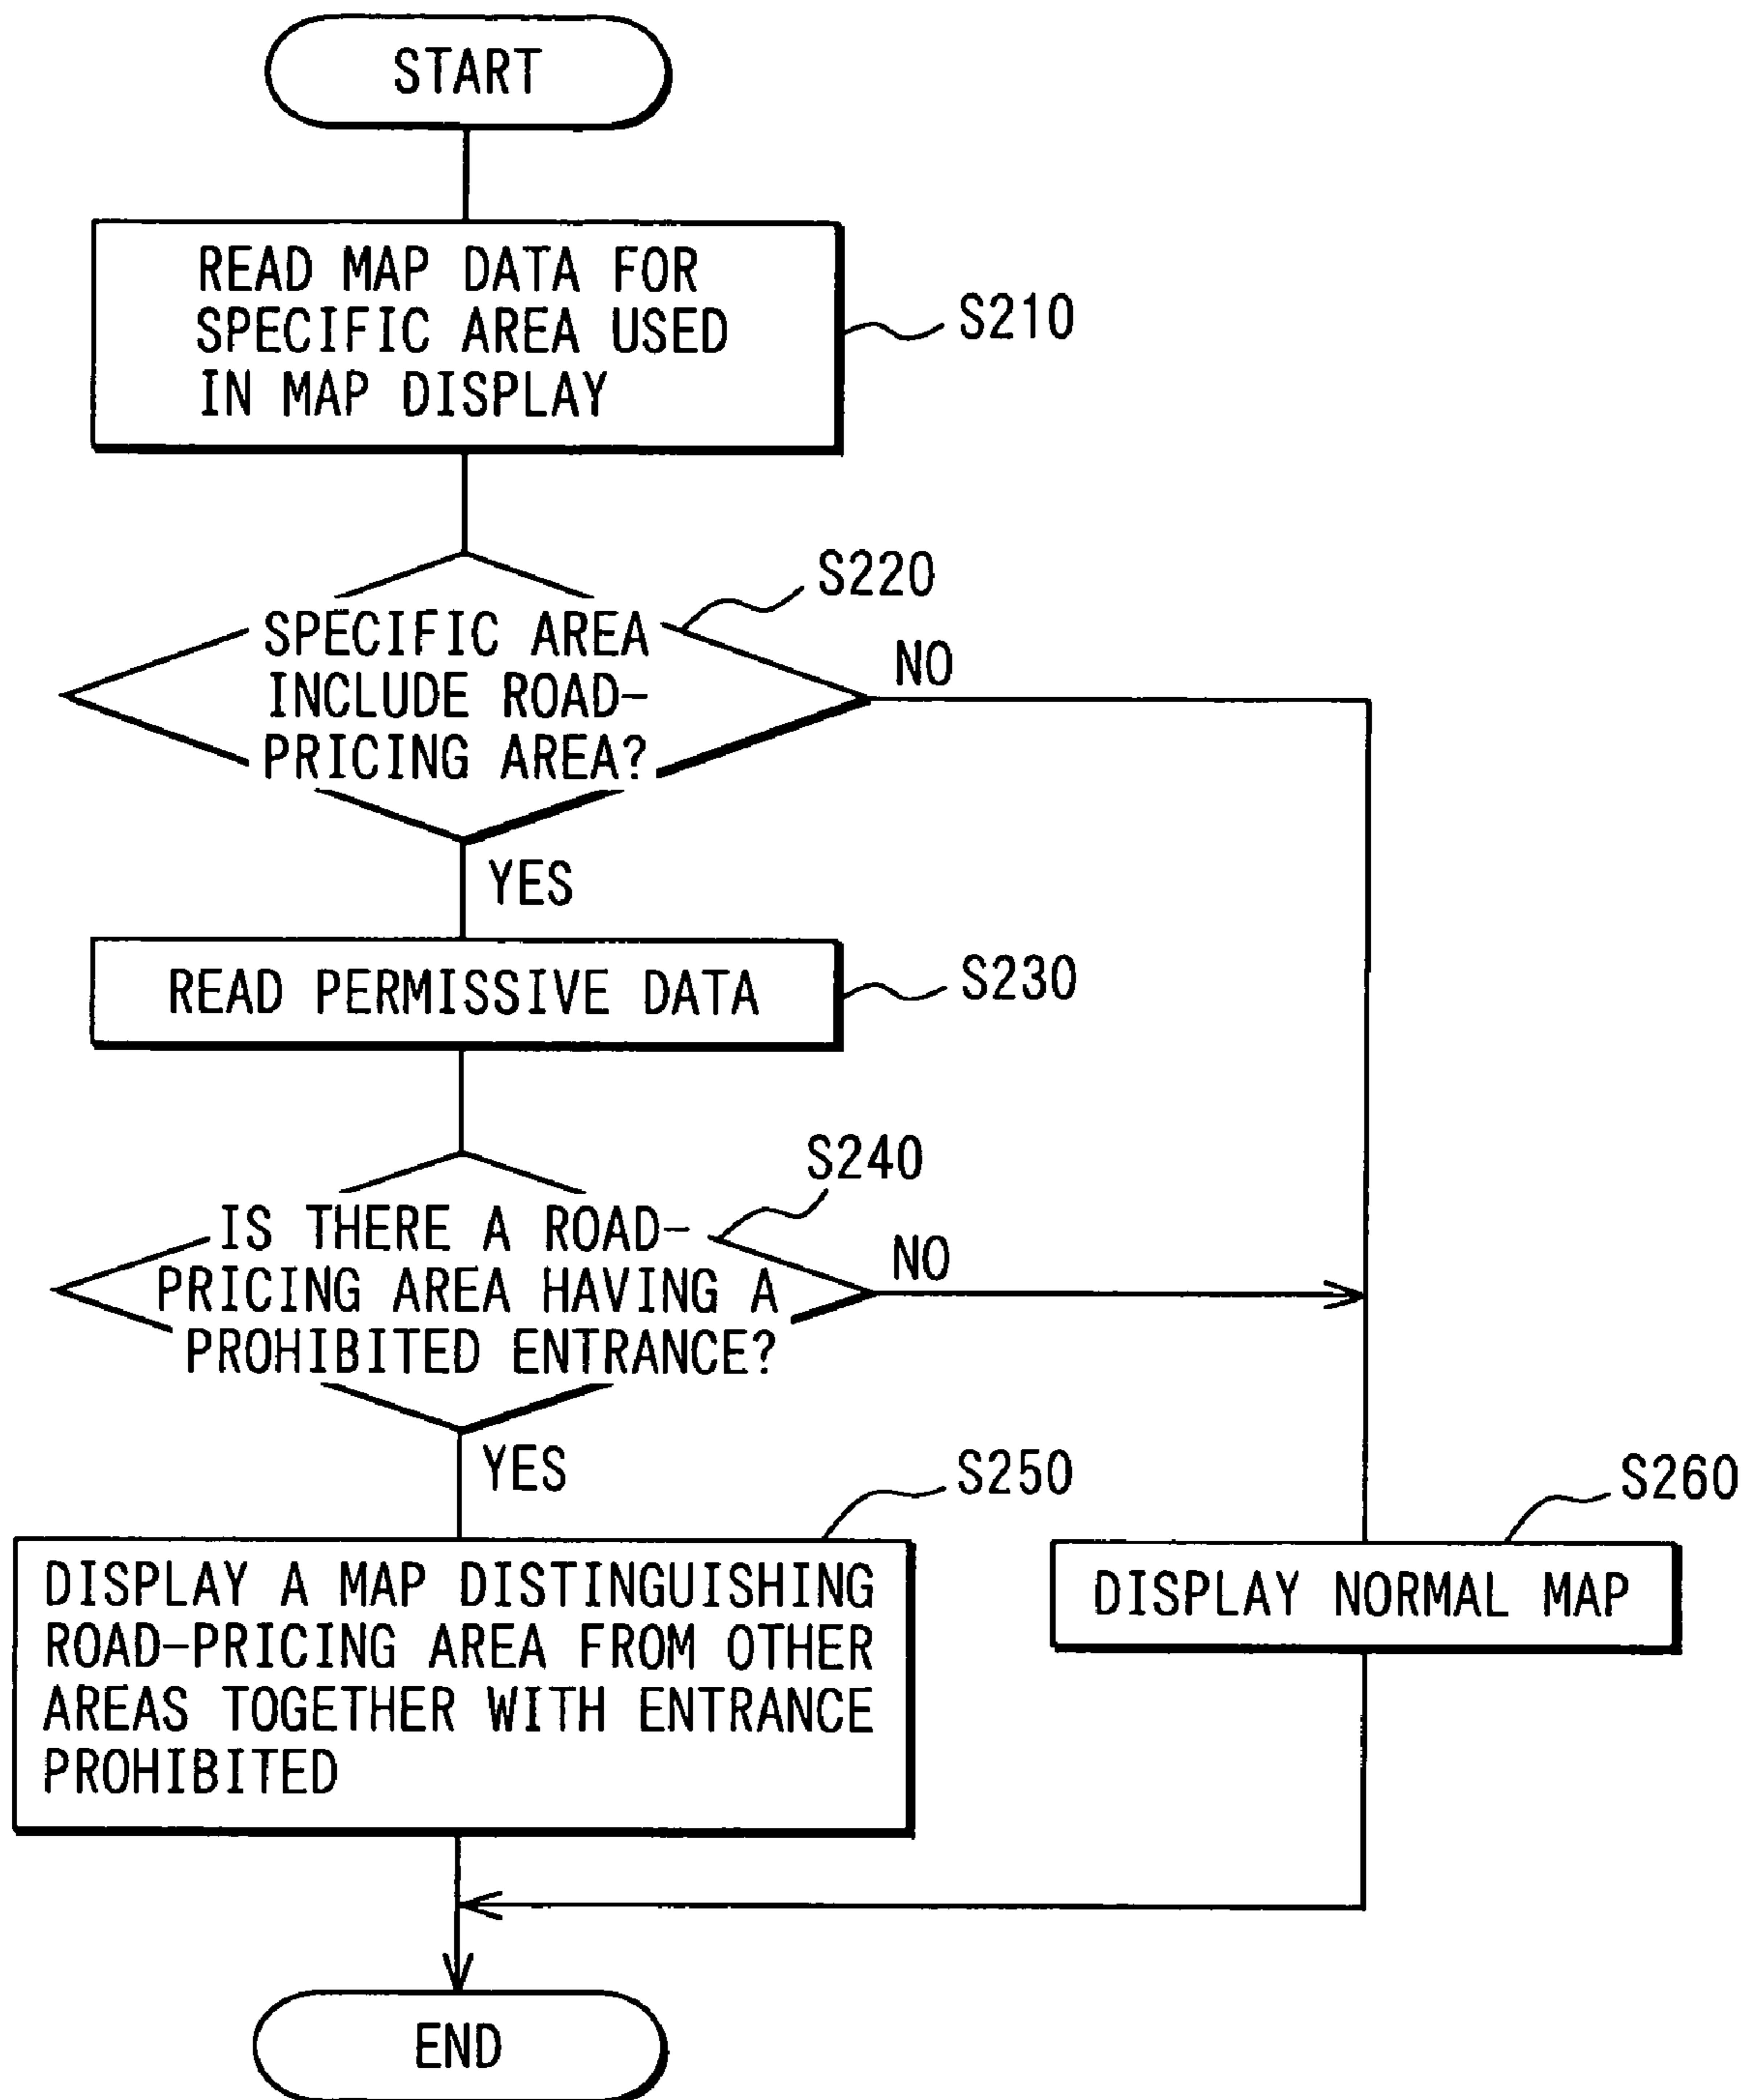 START
READ MAP DATA FOR
SPECIFIC AREA USED
IN MAP DISPLAY
S210
S220
SPECIFIC AREA
INCLUDE ROAD-
PRICING AREA?
NO
YES
READ PERMISSIVE DATA
S230
S240
IS THERE A ROAD-
PRICING AREA HAVING A
PROHIBITED ENTRANCE?
NO
YES
S250
DISPLAY A MAP DISTINGUISHING
ROAD-PRICING AREA FROM OTHER
AREAS TOGETHER WITH ENTRANCE
PROHIBITED
S260
DISPLAY NORMAL MAP
END